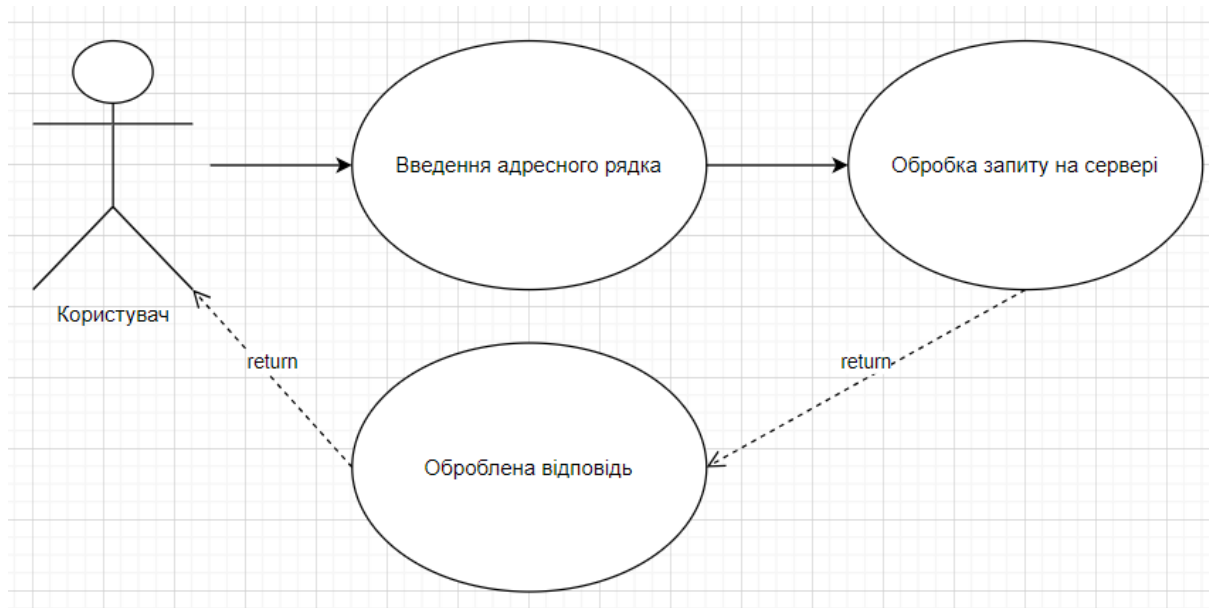 Введення адресного рядка
Обробка запиту на сервері
Користувач
return
return
Оброблена відповідь